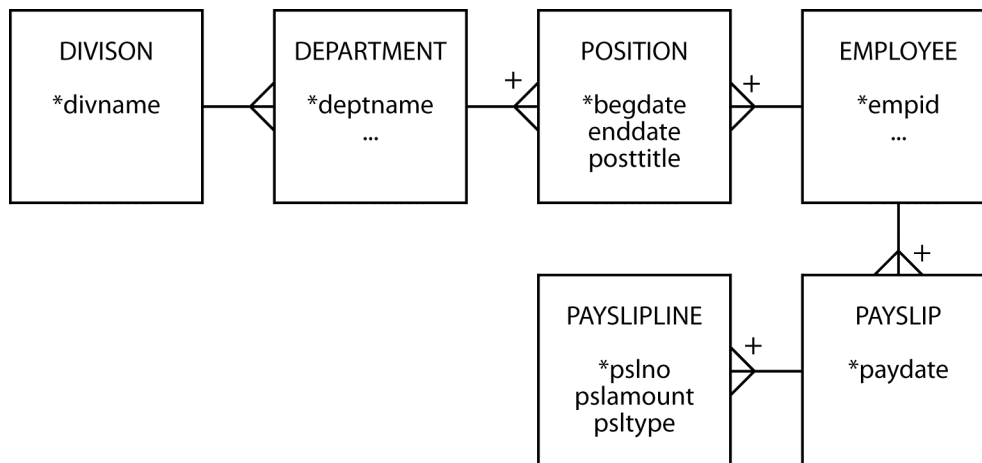 DIVISON
*divname
DEPARTMENT
*deptname
...
+
POSITION
*begdate
enddate
posttitle
+
EMPLOYEE
*empid
...
+
PAYSLIPLINE
*pslno
pslamount
psltype
+
PAYSLIP
*paydate